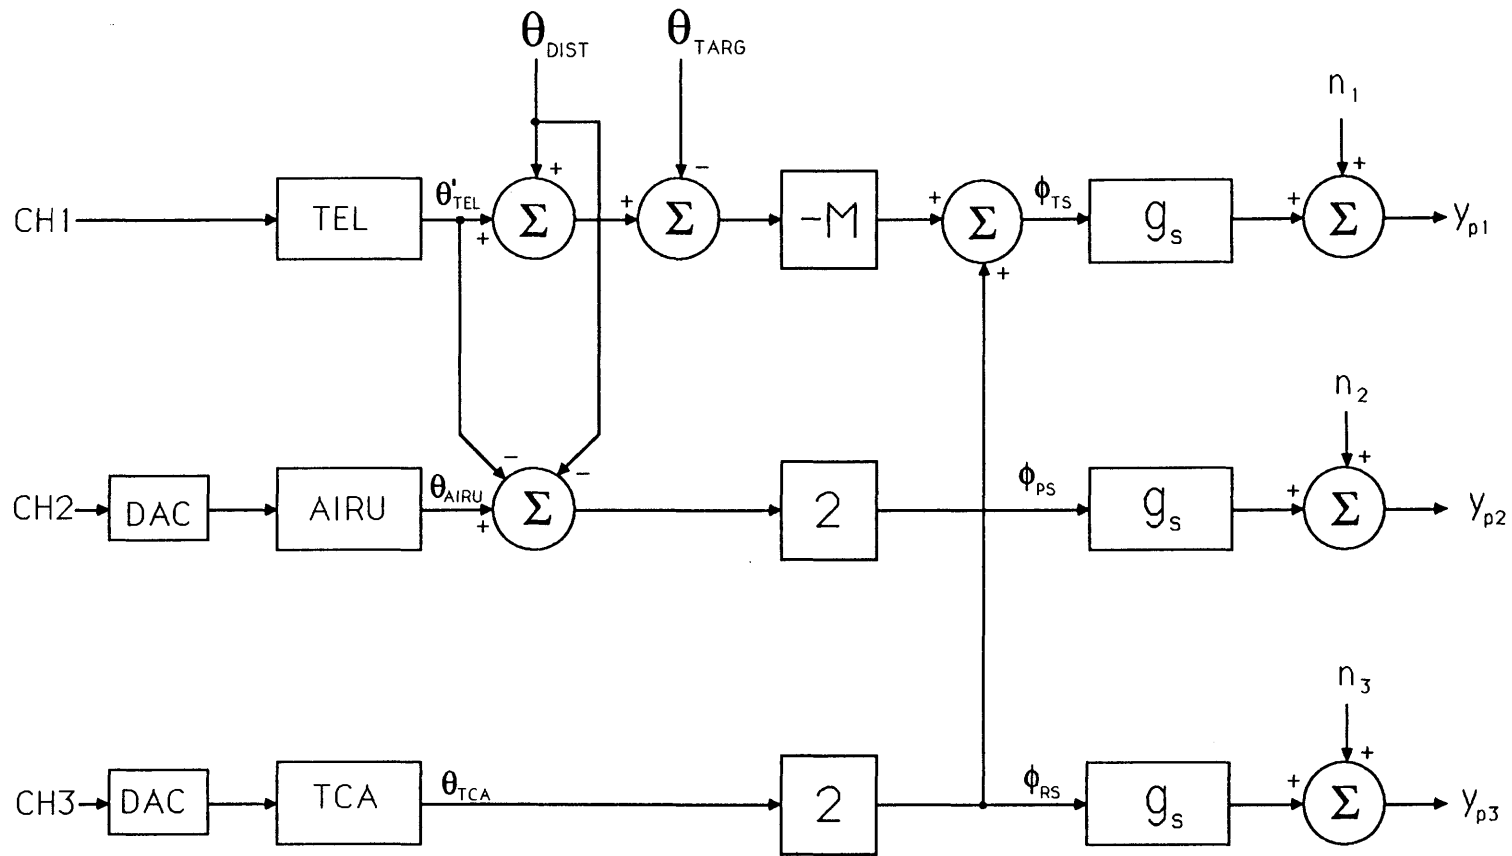 θDIST
θTARG
n1
CH1
TEL
θ'TEL
+
+
Σ
+
−
Σ
-M
+
+
Σ
ϕTS
gs
+
+
Σ
yp1
n2
CH2
DAC
AIRU
θAIRU
−
−
+
Σ
2
ϕPS
gs
+
+
Σ
yp2
n3
CH3
DAC
TCA
θTCA
2
ϕRS
gs
+
+
Σ
yp3